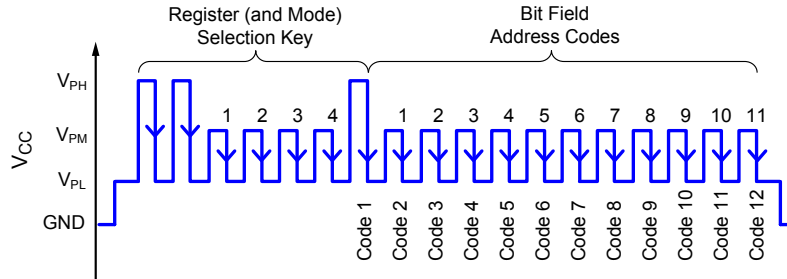 Register (and Mode)
Selection Key
Bit Field
Address Codes
VCC
VPH
VPM
VPL
GND
1 2 3 4 1 2 3 4 5 6 7 8 9 10 11
Code 1 Code 2 Code 3 Code 4 Code 5 Code 6 Code 7 Code 8 Code 9 Code 10 Code 11 Code 12